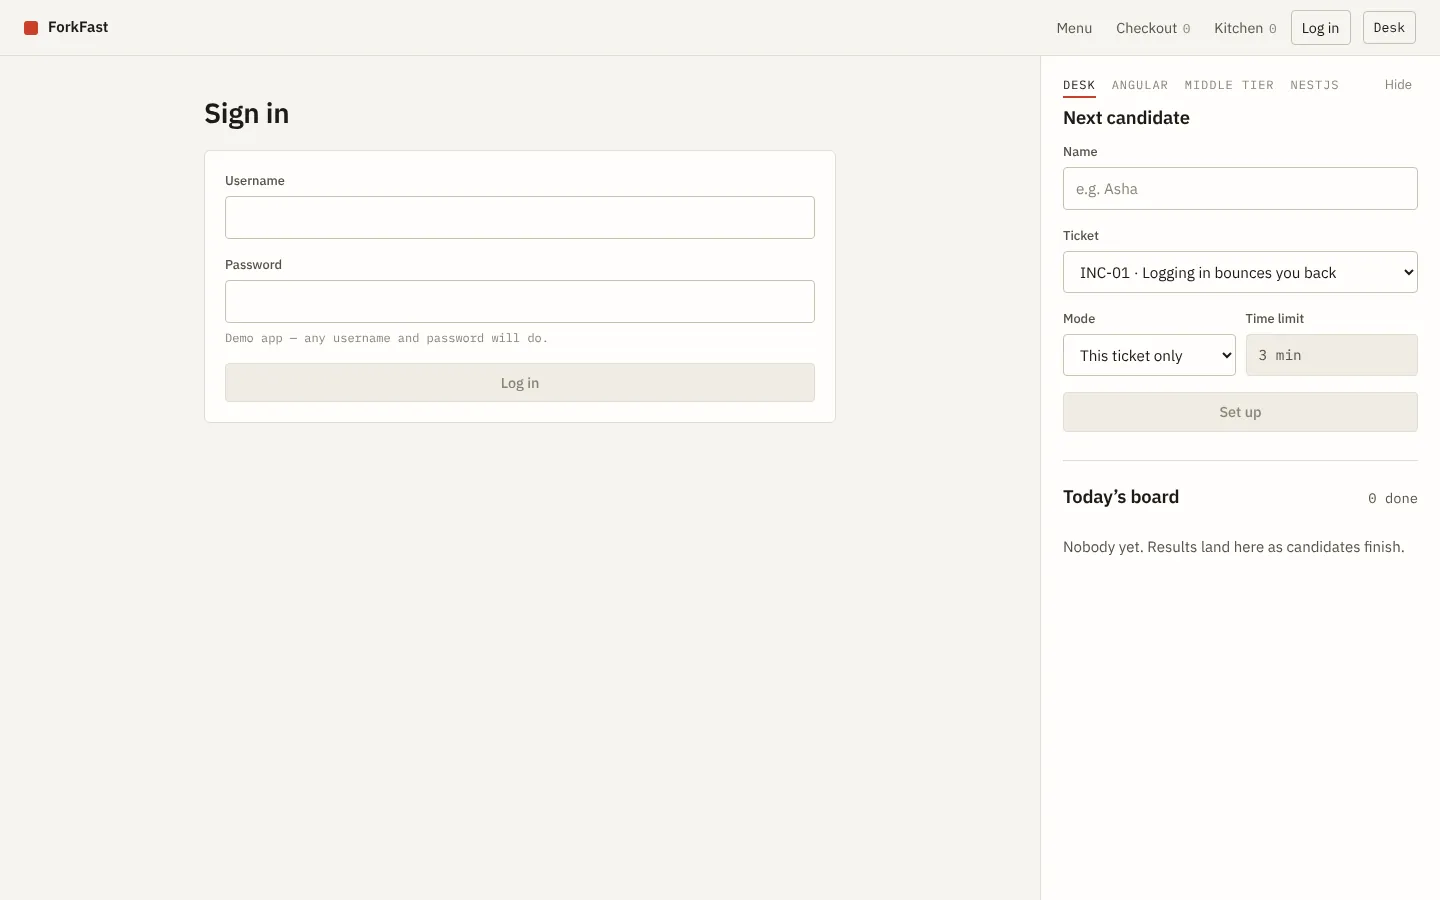 ForkFast
Menu Checkout 0 Kitchen 0 Log in Desk
Sign in
Username
Password
Demo app — any username and password will do.
Log in
DESK ANGULAR MIDDLE TIER NESTJS Hide
Next candidate
Name
e.g. Asha
Ticket
INC-01 · Logging in bounces you back
Mode Time limit
This ticket only 3 min
Set up
Today’s board 0 done
Nobody yet. Results land here as candidates finish.